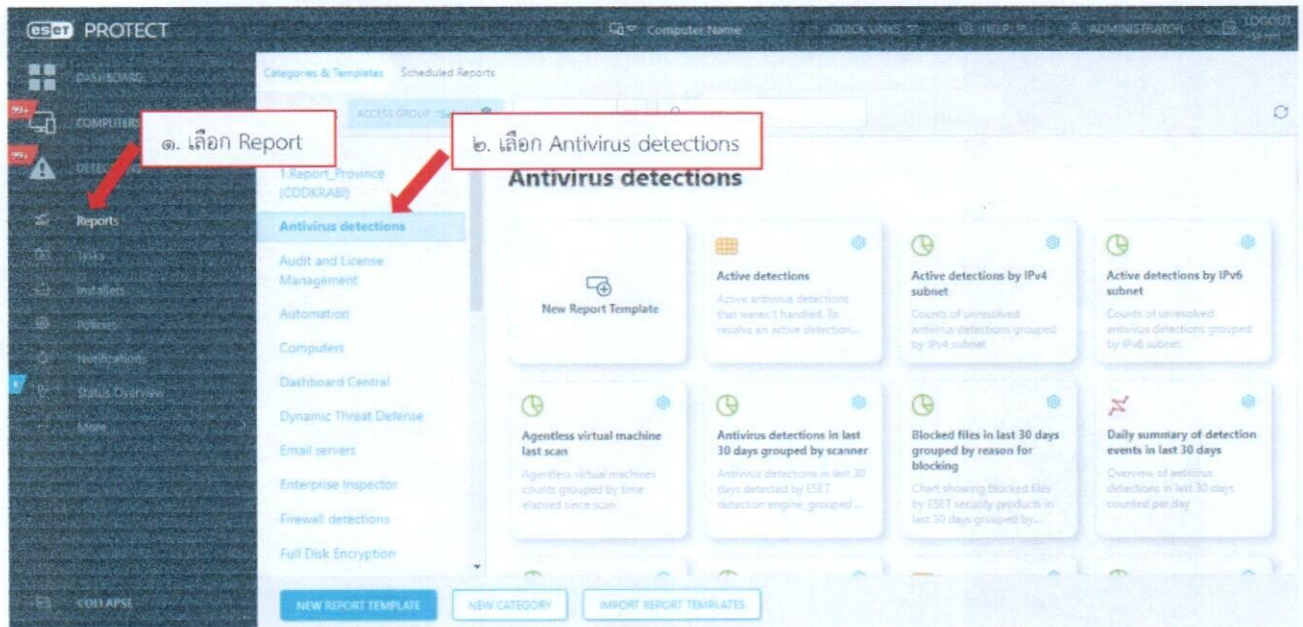 eset PROTECT
Computer Name
QUICK LINKS
HELP
ADMINISTRATOR
LOGOUT
DASHBOARD
99+
COMPUTERS
99+
Reports
Tasks
Installers
Policies
Notifications
Status Overview
More
COLLAPSE
Categories & Templates
Scheduled Reports
ACCESS GROUP
๑. เลือก Report
๒. เลือก Antivirus detections
1.Report_Province
(CDDKRABI)
Antivirus detections
Audit and License
Management
Automation
Computers
Dashboard Central
Dynamic Threat Defense
Email servers
Enterprise Inspector
Firewall detections
Full Disk Encryption
Antivirus detections
New Report Template
Active detections
Active antivirus detections
that weren't handled. To
resolve an active detection...
Active detections by IPv4
subnet
Counts of unresolved
antivirus detections grouped
by IPv4 subnet
Active detections by IPv6
subnet
Counts of unresolved
antivirus detections grouped
by IPv6 subnet
Agentless virtual machine
last scan
Agentless virtual machines
counts grouped by time
elapsed since scan
Antivirus detections in last
30 days grouped by scanner
Antivirus detections in last 30
days detected by ESET
detection engine, grouped ...
Blocked files in last 30 days
grouped by reason for
blocking
Chart showing blocked files
by ESET security products in
last 30 days grouped by...
Daily summary of detection
events in last 30 days
Overview of antivirus
detections in last 30 days
counted per day
NEW REPORT TEMPLATE
NEW CATEGORY
IMPORT REPORT TEMPLATES